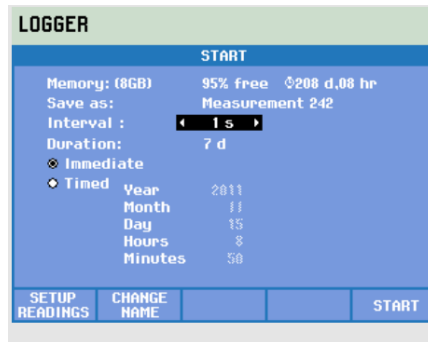 LOGGER
START
Memory: (8GB) 95% free 208 d,08 hr
Save as: Measurement 242
Interval : 1 s
Duration: 7 d
Immediate
Timed
Year 2011
Month 11
Day 15
Hours 8
Minutes 50
SETUP READINGS CHANGE NAME START